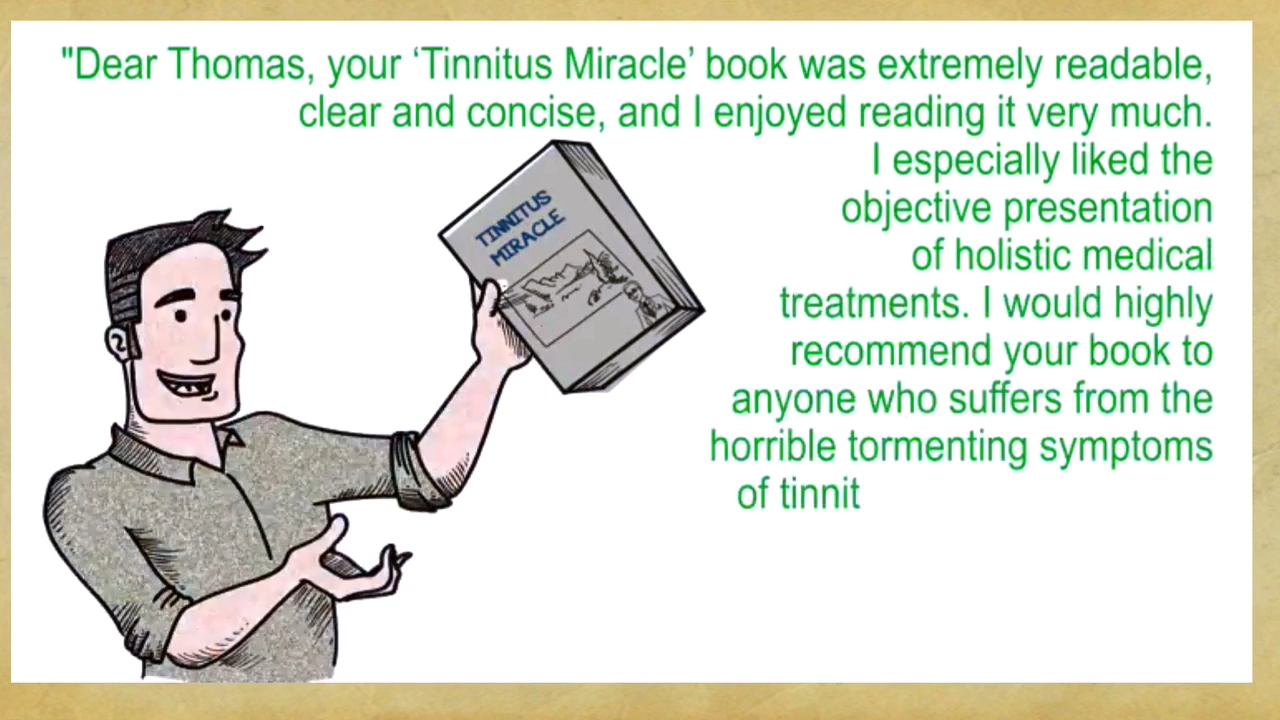 "Dear Thomas, your ‘Tinnitus Miracle’ book was extremely readable,
clear and concise, and I enjoyed reading it very much.
I especially liked the
objective presentation
of holistic medical
treatments. I would highly
recommend your book to
anyone who suffers from the
horrible tormenting symptoms
of tinnit
TINNITUS
MIRACLE